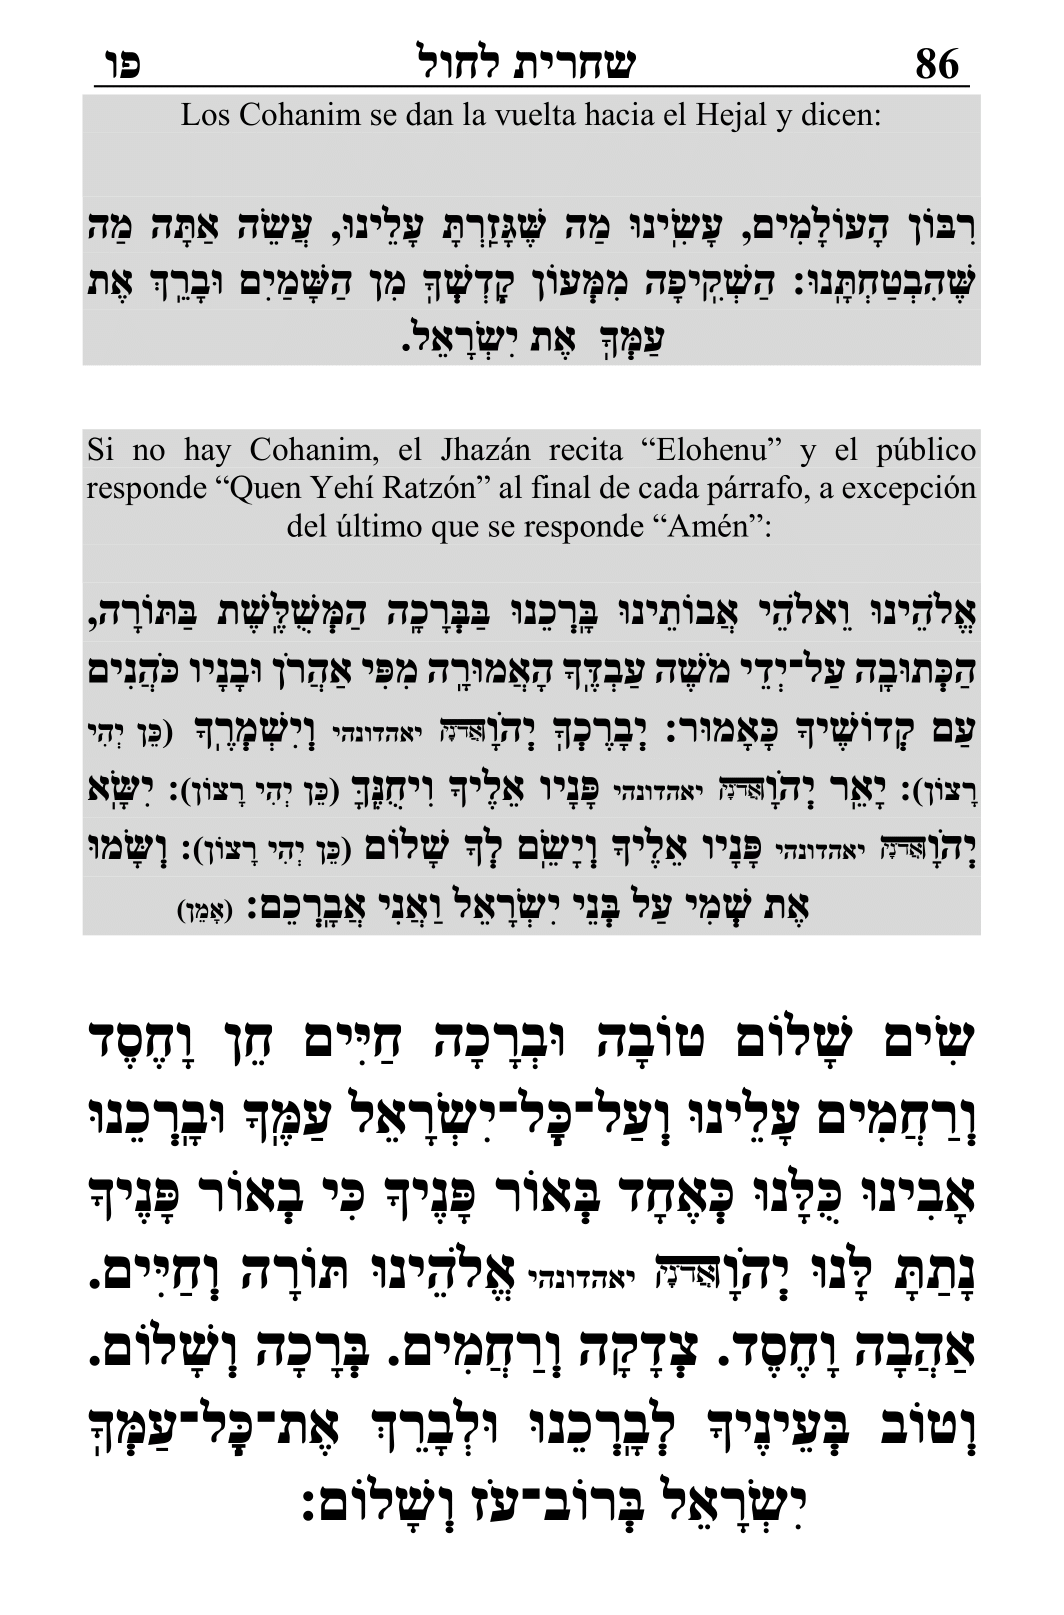 86 שחרית לחול פו
Los Cohanim se dan la vuelta hacia el Hejal y dicen:
רִבּוֹן הָעוֹלָמִים, עָשִׂינוּ מַה שֶּׁגָּזַרְתָּ עָלֵינוּ, עֲשֵׂה אַתָּה מַה
שֶּׁהִבְטַחְתָּנוּ: הַשְׁקִיפָה מִמְּעוֹן קָדְשְׁךָ מִן הַשָּׁמַיִם וּבָרֵךְ אֶת
עַמְּךָ אֶת יִשְׂרָאֵל.
Si no hay Cohanim, el Jhazán recita “Elohenu” y el público
responde “Quen Yehí Ratzón” al final de cada párrafo, a excepción
del último que se responde “Amén”:
אֱלֹהֵינוּ וֵאלֹהֵי אֲבוֹתֵינוּ בָּרְכֵנוּ בַּבְּרָכָה הַמְּשֻׁלֶּשֶׁת בַּתּוֹרָה,
הַכְּתוּבָה עַל־יְדֵי מֹשֶׁה עַבְדֶּךָ הָאֲמוּרָה מִפִּי אַהֲרֹן וּבָנָיו כֹּהֲנִים
עַם קְדוֹשֶׁיךָ כָּאָמוּר: יְבָרֶכְךָ יְהֹוָאֲדֹנָי יאהדונהי וְיִשְׁמְרֶךָ (כֵּן יְהִי
רָצוֹן): יָאֵר יְהֹוָאֲדֹנָי יאהדונהי פָּנָיו אֵלֶיךָ וִיחֻנֶּךָּ (כֵּן יְהִי רָצוֹן): יִשָּׂא
יְהֹוָאֲדֹנָי יאהדונהי פָּנָיו אֵלֶיךָ וְיָשֵׂם לְךָ שָׁלוֹם (כֵּן יְהִי רָצוֹן): וְשָׂמוּ
אֶת שְׁמִי עַל בְּנֵי יִשְׂרָאֵל וַאֲנִי אֲבָרְכֵם: (אָמֵן)
שִׂים שָׁלוֹם טוֹבָה וּבְרָכָה חַיִּים חֵן וָחֶסֶד
וְרַחֲמִים עָלֵינוּ וְעַל־כָּל־יִשְׂרָאֵל עַמֶּךָ וּבָרְכֵנוּ
אָבִינוּ כֻּלָּנוּ כְּאֶחָד בְּאוֹר פָּנֶיךָ כִּי בְאוֹר פָּנֶיךָ
נָתַתָּ לָּנוּ יְהֹוָאֲדֹנָי יאהדונהי אֱלֹהֵינוּ תּוֹרָה וְחַיִּים.
אַהֲבָה וָחֶסֶד. צְדָקָה וְרַחֲמִים. בְּרָכָה וְשָׁלוֹם.
וְטוֹב בְּעֵינֶיךָ לְבָרְכֵנוּ וּלְבָרֵךְ אֶת־כָּל־עַמְּךָ
יִשְׂרָאֵל בְּרוֹב־עֹז וְשָׁלוֹם: